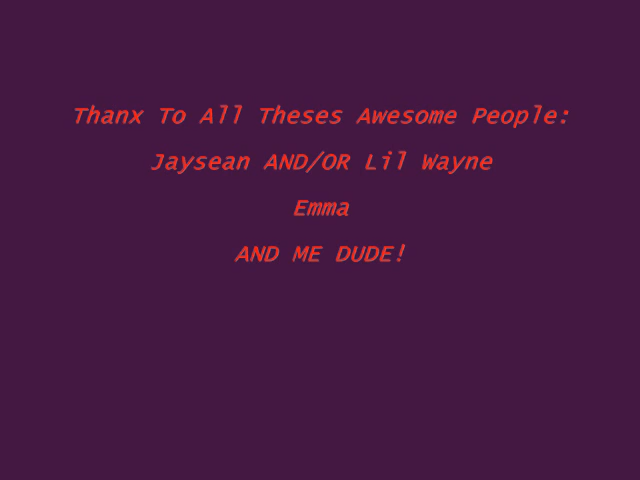 Thanx To All Theses Awesome People:
Jaysean AND/OR Lil Wayne
Emma
AND ME DUDE!